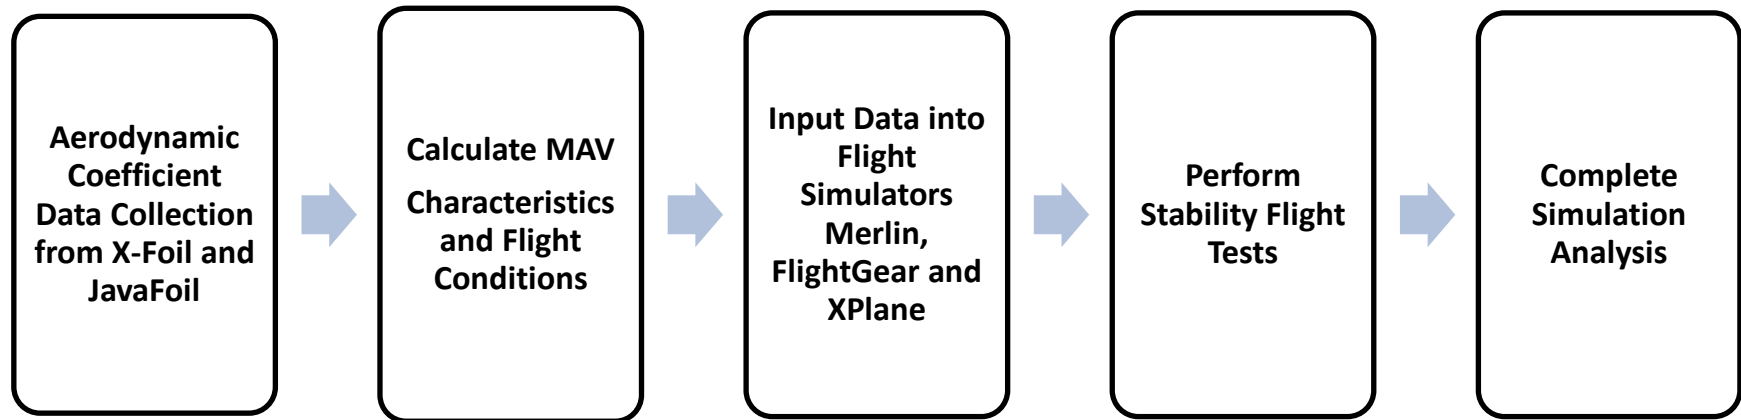 Aerodynamic
Coefficient
Data Collection
from X-Foil and
JavaFoil
Calculate MAV
Characteristics
and Flight
Conditions
Input Data into
Flight
Simulators
Merlin,
FlightGear and
XPlane
Perform
Stability Flight
Tests
Complete
Simulation
Analysis